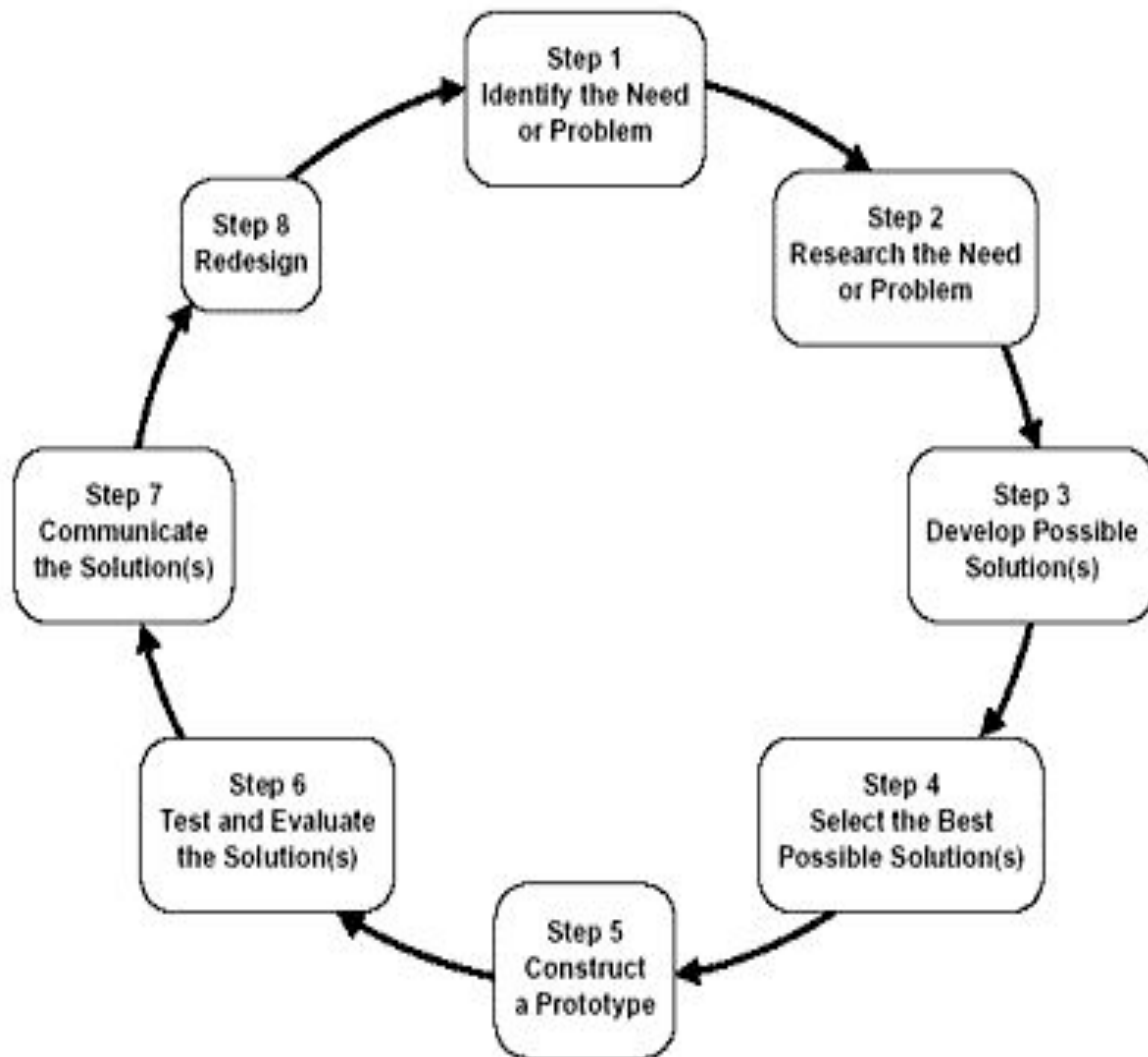 Step 1
Identify the Need
or Problem
Step 2
Research the Need
or Problem
Step 3
Develop Possible
Solution(s)
Step 4
Select the Best
Possible Solution(s)
Step 5
Construct
a Prototype
Step 6
Test and Evaluate
the Solution(s)
Step 7
Communicate
the Solution(s)
Step 8
Redesign